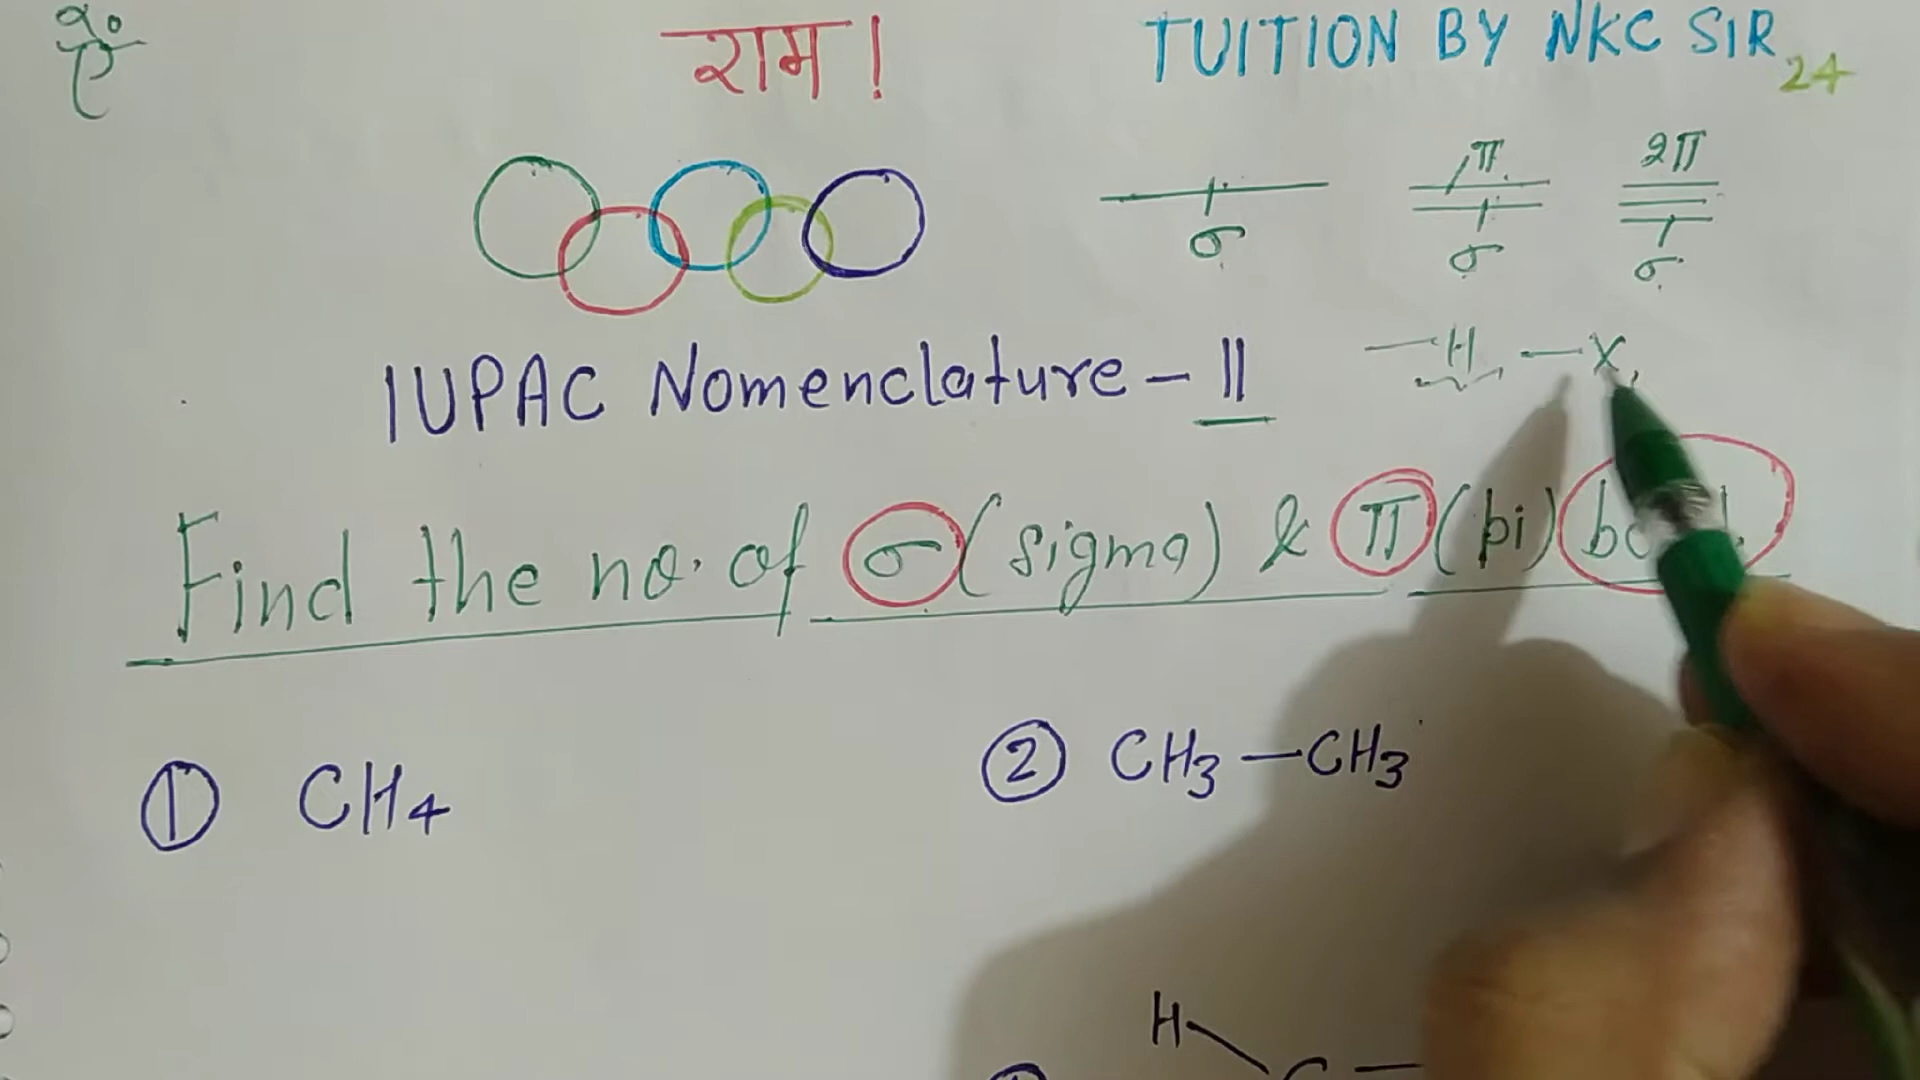 राम ! TUITION BY NKC SIR 24
π 2π
σ σ σ
—H, —X,
IUPAC Nomenclature - II
Find the no. of σ (sigma) & π (pi)
① CH4 ② CH3—CH3
H
C